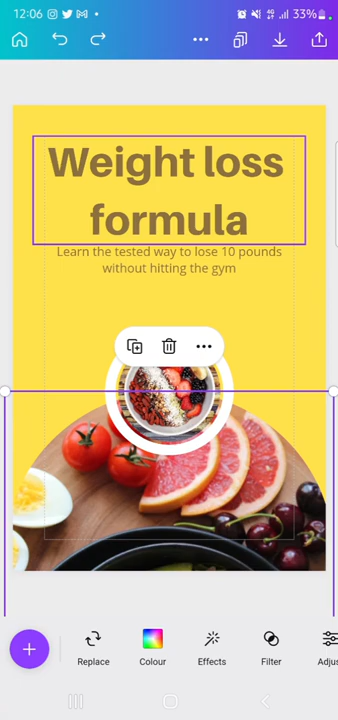 12:06
33%
Weight loss
formula
Learn the tested way to lose 10 pounds
without hitting the gym
Replace
Colour
Effects
Filter
Adjus